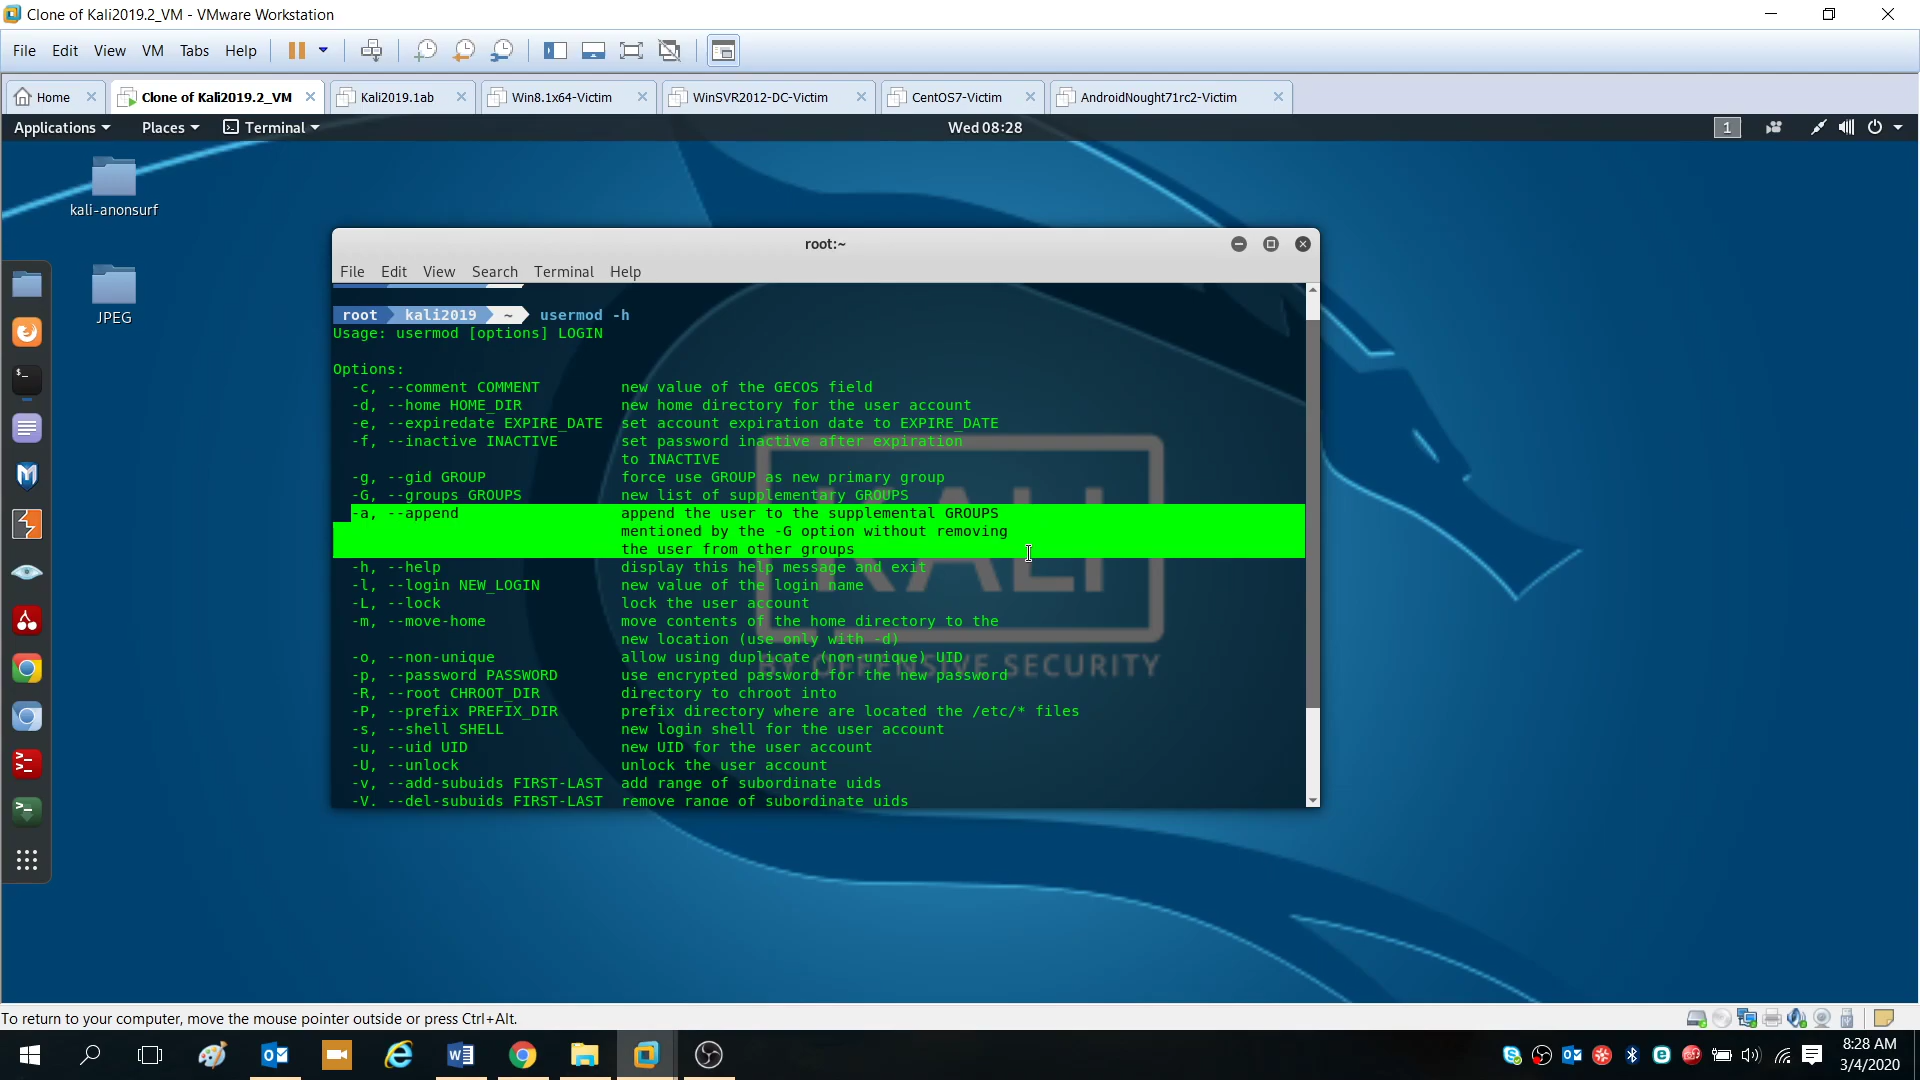 Clone of Kali2019.2_VM - VMware Workstation
File Edit View VM Tabs Help
Home Clone of Kali2019.2_VM Kali2019.1ab Win8.1x64-Victim WinSVR2012-DC-Victim CentOS7-Victim AndroidNought71rc2-Victim
Applications Places Terminal Wed 08:28 1
kali-anonsurf
JPEG
root:~
File Edit View Search Terminal Help
root kali2019 ~ usermod -h
Usage: usermod [options] LOGIN
Options:
-c, --comment COMMENT new value of the GECOS field
-d, --home HOME_DIR new home directory for the user account
-e, --expiredate EXPIRE_DATE set account expiration date to EXPIRE_DATE
-f, --inactive INACTIVE set password inactive after expiration
to INACTIVE
-g, --gid GROUP force use GROUP as new primary group
-G, --groups GROUPS new list of supplementary GROUPS
-a, --append append the user to the supplemental GROUPS
mentioned by the -G option without removing
the user from other groups
-h, --help display this help message and exit
-l, --login NEW_LOGIN new value of the login name
-L, --lock lock the user account
-m, --move-home move contents of the home directory to the
new location (use only with -d)
-o, --non-unique allow using duplicate (non-unique) UID
-p, --password PASSWORD use encrypted password for the new password
-R, --root CHROOT_DIR directory to chroot into
-P, --prefix PREFIX_DIR prefix directory where are located the /etc/* files
-s, --shell SHELL new login shell for the user account
-u, --uid UID new UID for the user account
-U, --unlock unlock the user account
-v, --add-subuids FIRST-LAST add range of subordinate uids
-V, --del-subuids FIRST-LAST remove range of subordinate uids
KALI
BY OFFENSIVE SECURITY
To return to your computer, move the mouse pointer outside or press Ctrl+Alt.
8:28 AM
3/4/2020